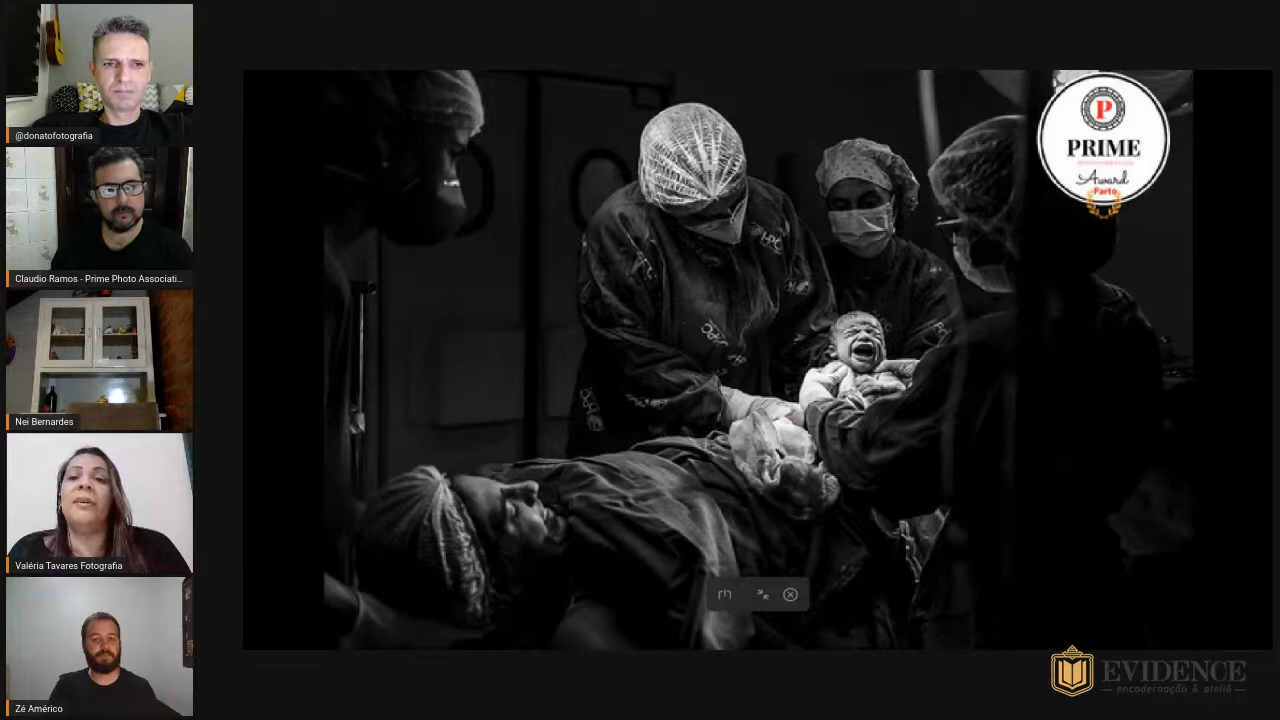 @donatofotografia
Claudio Ramos - Prime Photo Associati...
Nei Bernardes
Valéria Tavares Fotografia
Zé Américo
P
PRIME
Award
Parto
HPC
EVIDENCE
encadernação & ateliê